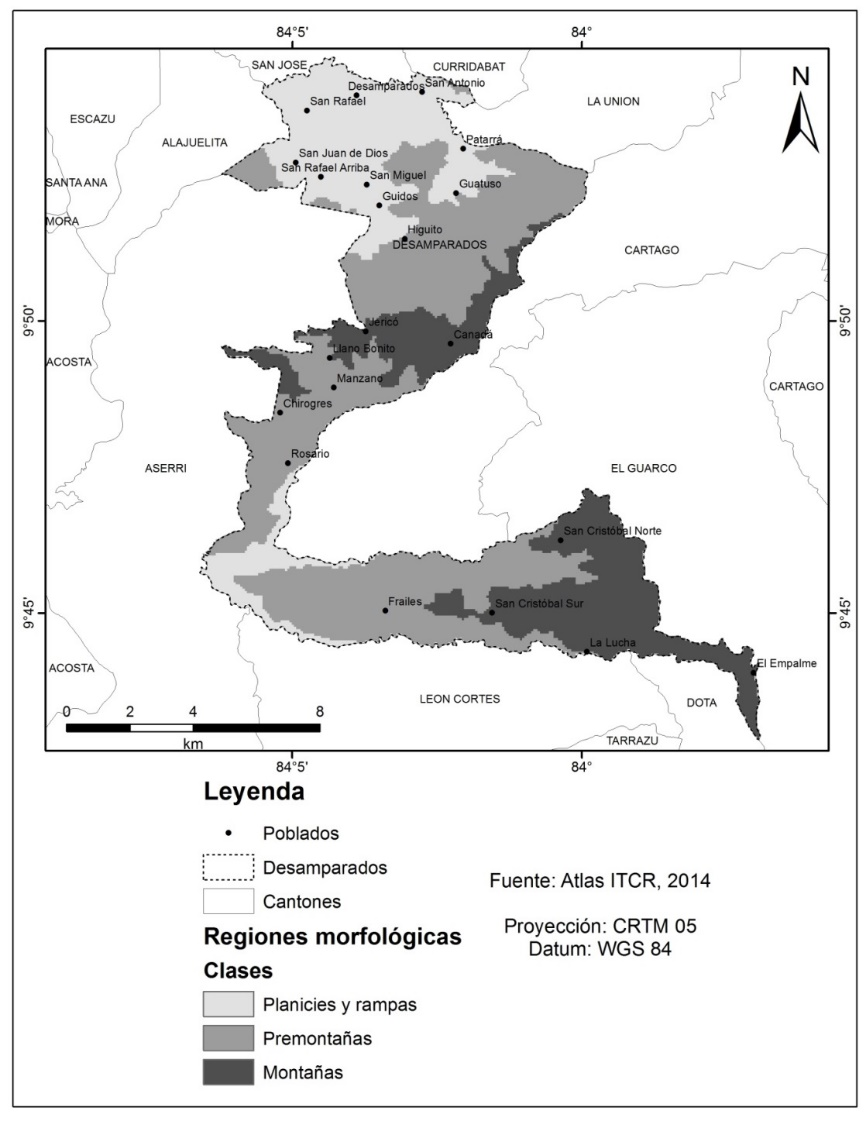 84°5'
84°
SAN JOSE
CURRIDABAT
N
Desamparados
San Antonio
San Rafael
LA UNION
ESCAZU
ALAJUELITA
Patarrá
San Juan de Dios
San Rafael Arriba
San Miguel
SANTA ANA
Guatuso
Guidos
MORA
Higuito
DESAMPARADOS
CARTAGO
9°50'
9°50'
Jericó
Canadá
Llano Bonito
ACOSTA
Manzano
CARTAGO
Chirogres
Rosario
ASERRI
EL GUARCO
San Cristóbal Norte
Frailes
San Cristóbal Sur
9°45'
9°45'
La Lucha
ACOSTA
El Empalme
LEON CORTES
DOTA
0 2 4 8
km
TARRAZU
84°5'
84°
Leyenda
Poblados
Desamparados
Cantones
Regiones morfológicas
Clases
Planicies y rampas
Premontañas
Montañas
Fuente: Atlas ITCR, 2014
Proyección: CRTM 05
Datum: WGS 84